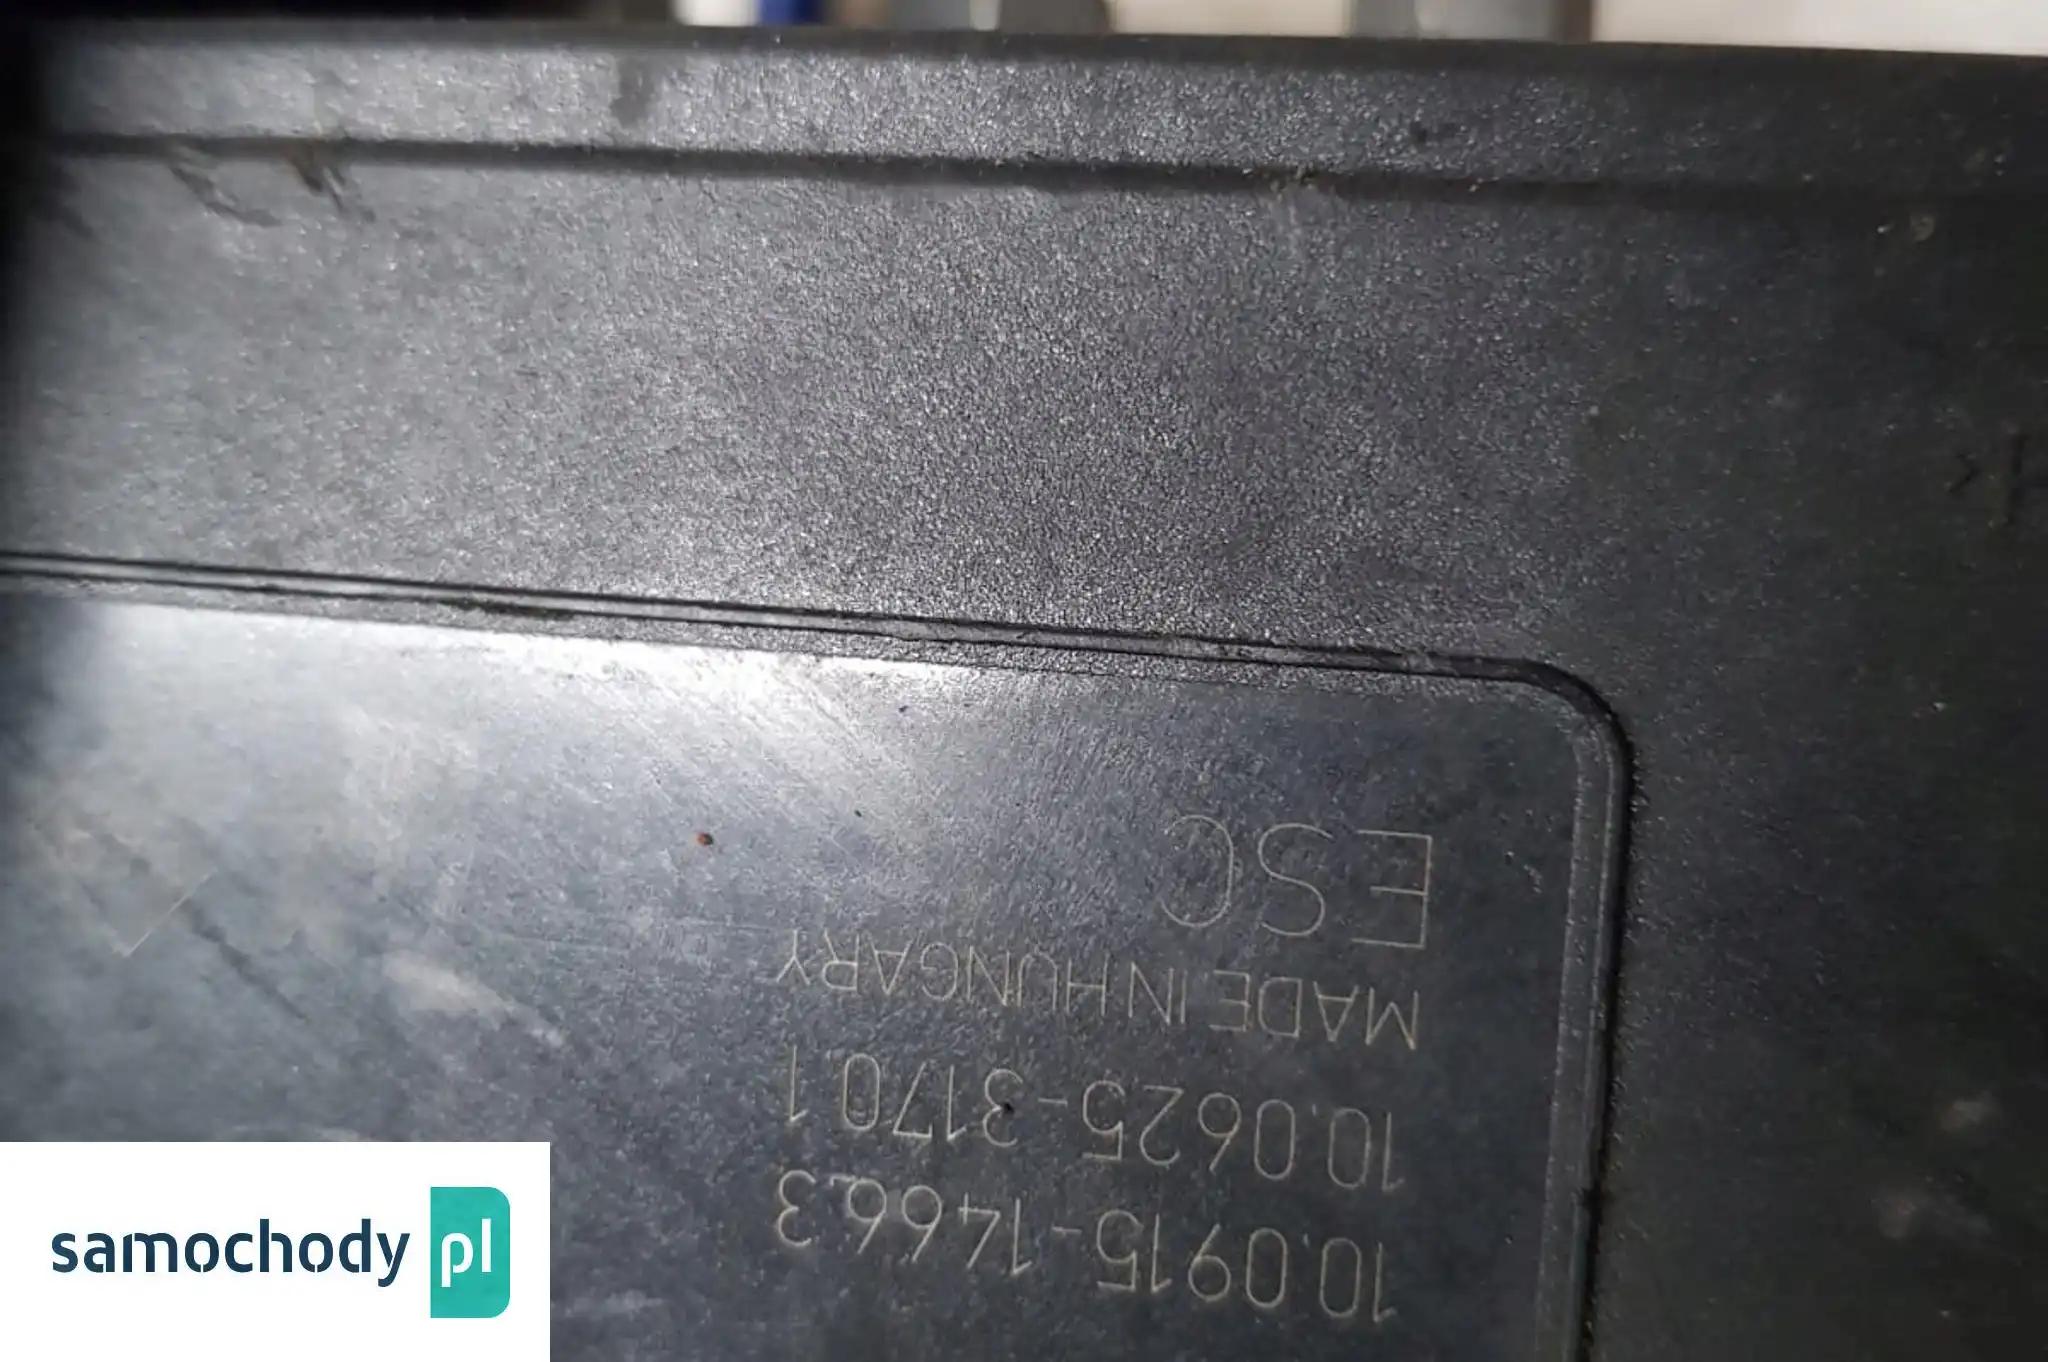 10.0915-1466.3
10.0625-3170.1
MADE IN HUNGARY
ESC
samochody pl